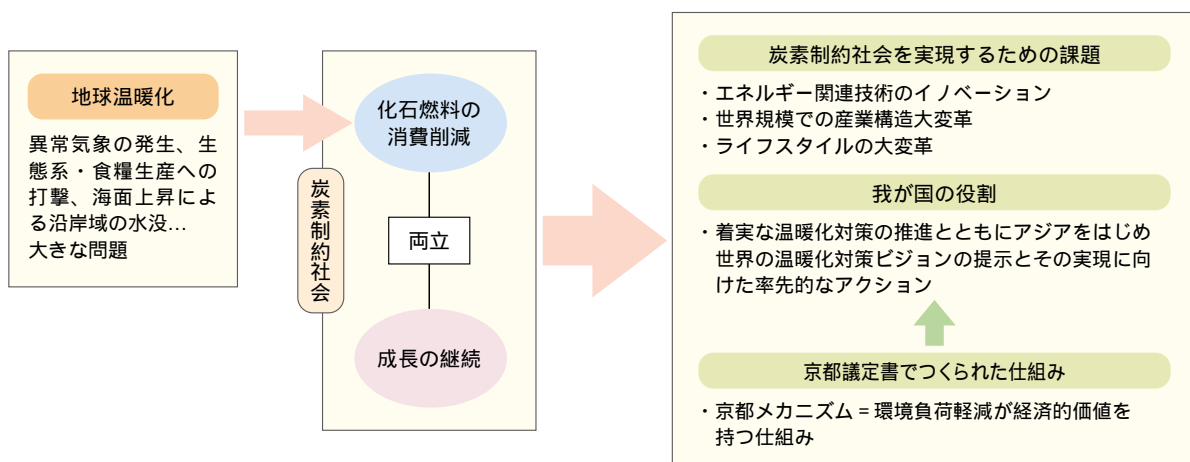 地球温暖化
異常気象の発生、生
態系・食糧生産への
打撃、海面上昇によ
る沿岸域の水没…
大きな問題
炭素制約社会
化石燃料の
消費削減
両立
成長の継続
炭素制約社会を実現するための課題
・エネルギー関連技術のイノベーション
・世界規模での産業構造大変革
・ライフスタイルの大変革
我が国の役割
・着実な温暖化対策の推進とともにアジアをはじめ
世界の温暖化対策ビジョンの提示とその実現に向
けた率先的なアクション
京都議定書でつくられた仕組み
・京都メカニズム = 環境負荷軽減が経済的価値を
持つ仕組み